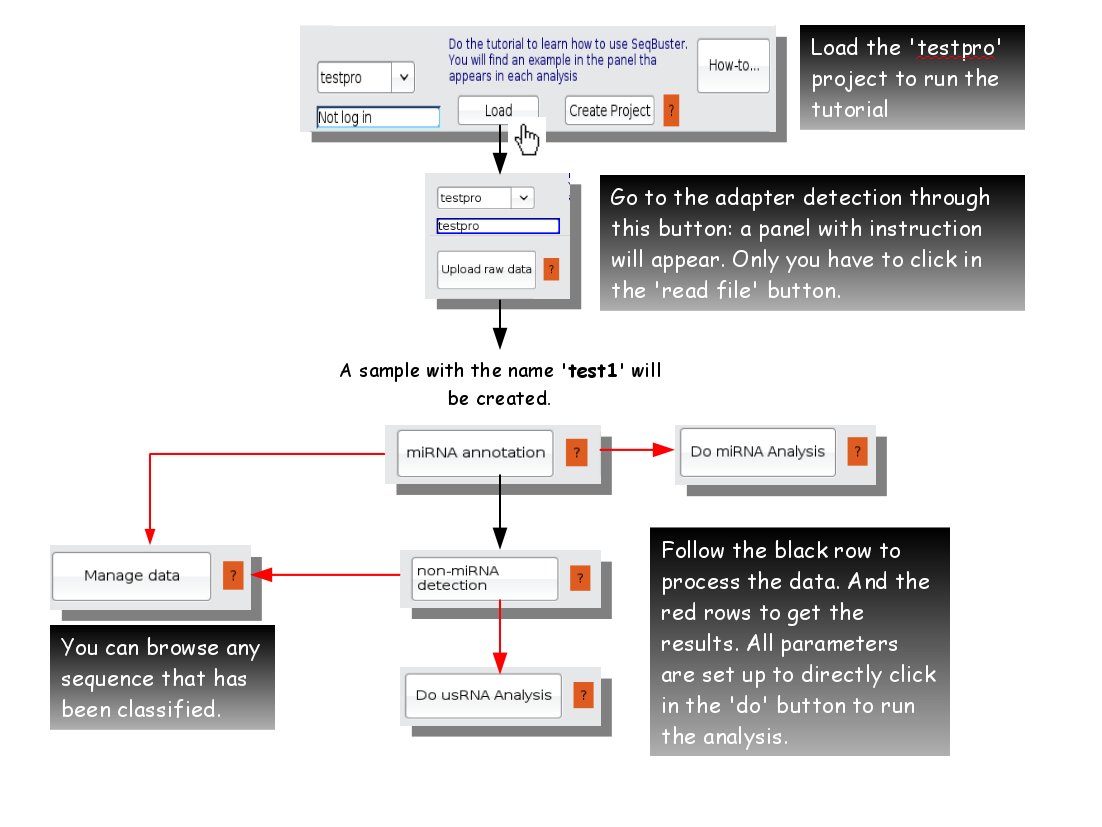 Do the tutorial to learn how to use SeqBuster.
You will find an example in the panel tha
appears in each analysis
How-to...
testpro
Not log in
Load
Create Project
?
Load the 'testpro'
project to run the
tutorial
testpro
testpro
Upload raw data
?
Go to the adapter detection through
this button: a panel with instruction
will appear. Only you have to click in
the 'read file' button.
A sample with the name 'test1' will
be created.
miRNA annotation
?
Do miRNA Analysis
?
Manage data
?
non-miRNA
detection
?
Do usRNA Analysis
?
You can browse any
sequence that has
been classified.
Follow the black row to
process the data. And the
red rows to get the
results. All parameters
are set up to directly click
in the 'do' button to run
the analysis.